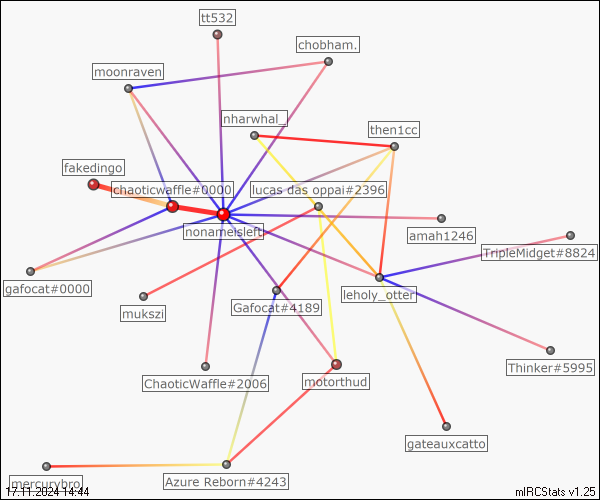 tt532
chobham.
moonraven
nharwhal_
then1cc
fakedingo
chaoticwaffle#0000
lucas das oppai#2396
nonameisleft
amah1246
TripleMidget#8824
gafocat#0000
mukszi
Gafocat#4189
leholy_otter
ChaoticWaffle#2006
motorthud
Thinker#5995
gateauxcatto
mercurybro
Azure Reborn#4243
17.11.2024 14:44
mIRCStats v1.25